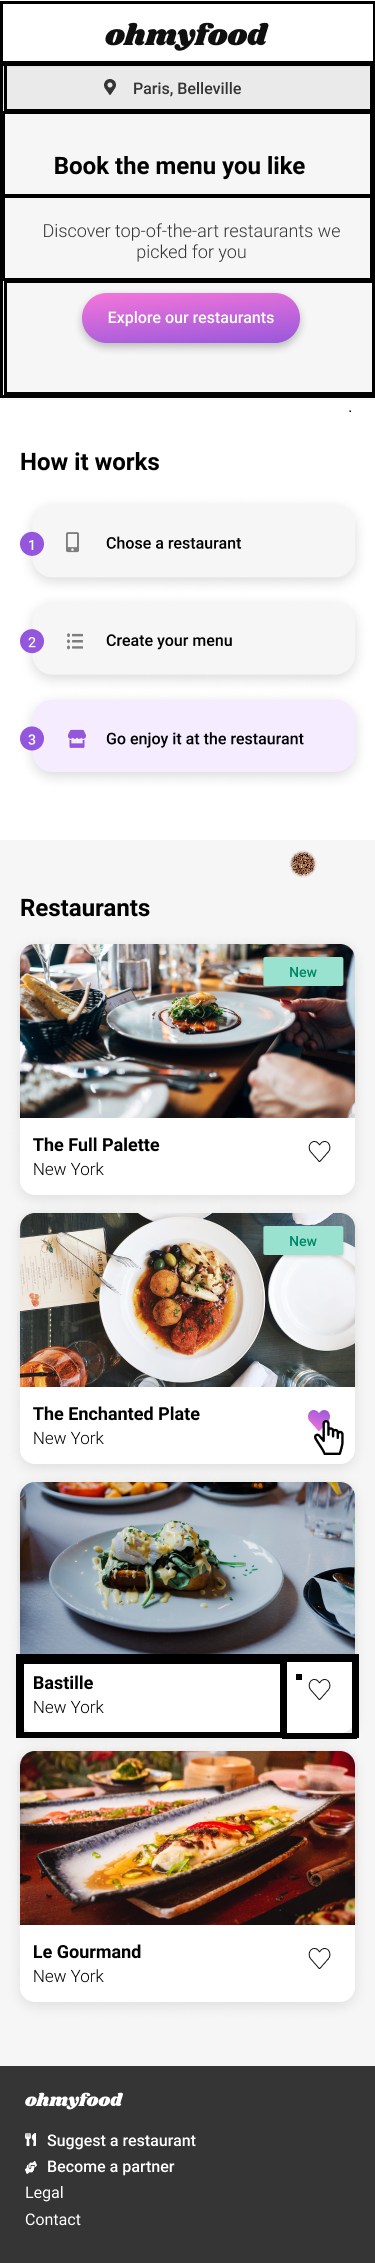 ohmyfood
Paris, Belleville
Book the menu you like
Discover top-of-the-art restaurants we
picked for you
Explore our restaurants
How it works
1 Chose a restaurant
2 Create your menu
3 Go enjoy it at the restaurant
Restaurants
New
The Full Palette
New York
New
The Enchanted Plate
New York
Bastille
New York
Le Gourmand
New York
ohmyfood
Suggest a restaurant
Become a partner
Legal
Contact